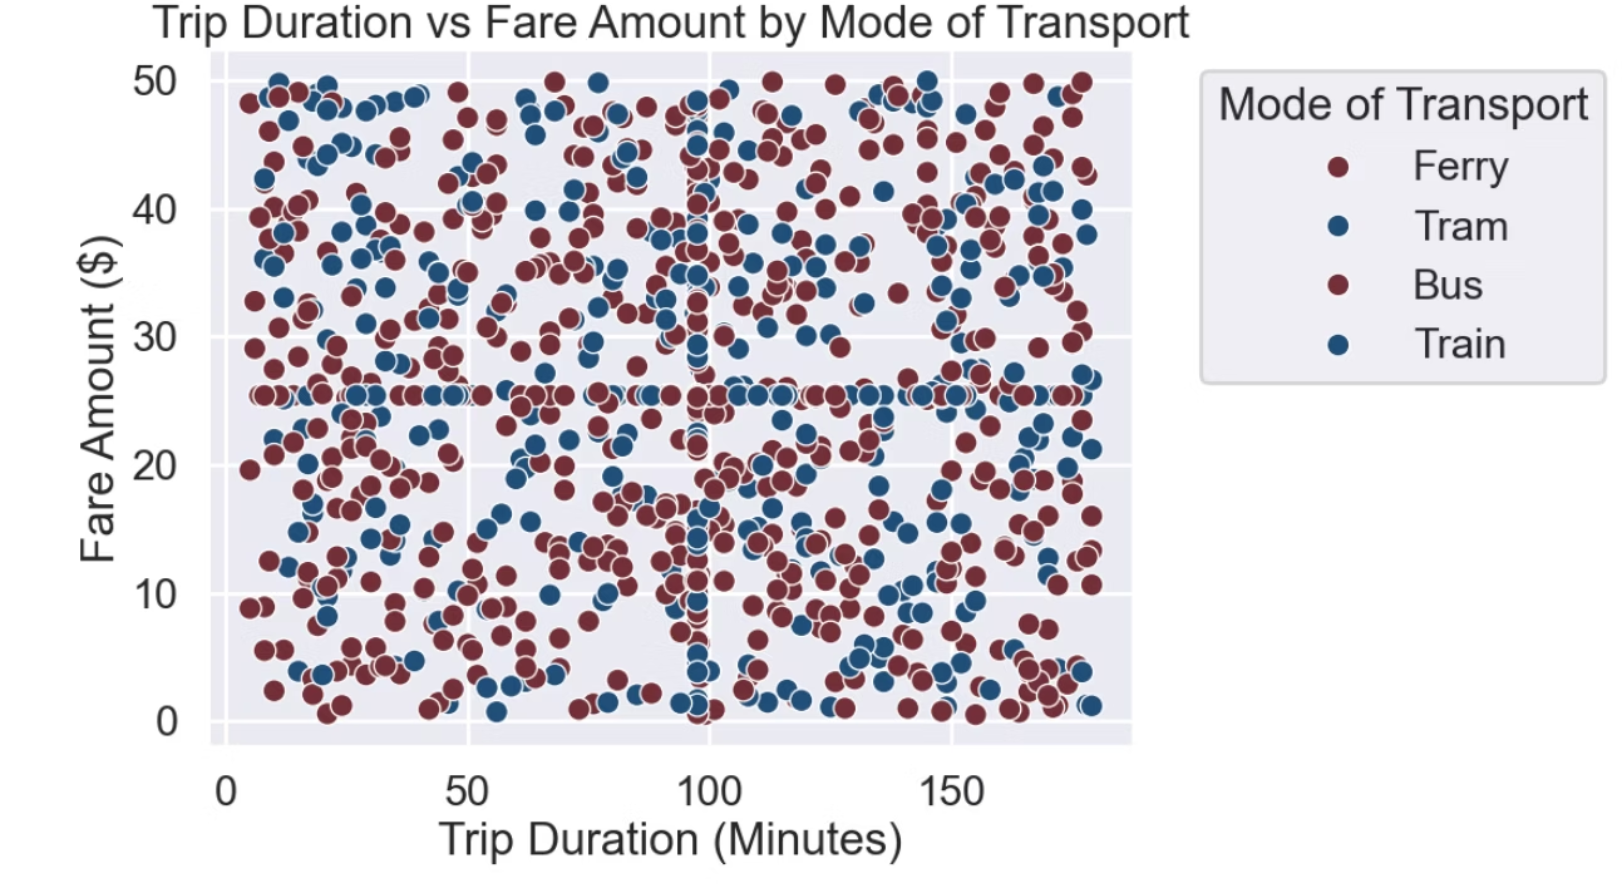 Trip Duration vs Fare Amount by Mode of Transport
50
40
30
20
10
0
Fare Amount ($)
0 50 100 150
Trip Duration (Minutes)
Mode of Transport
Ferry
Tram
Bus
Train